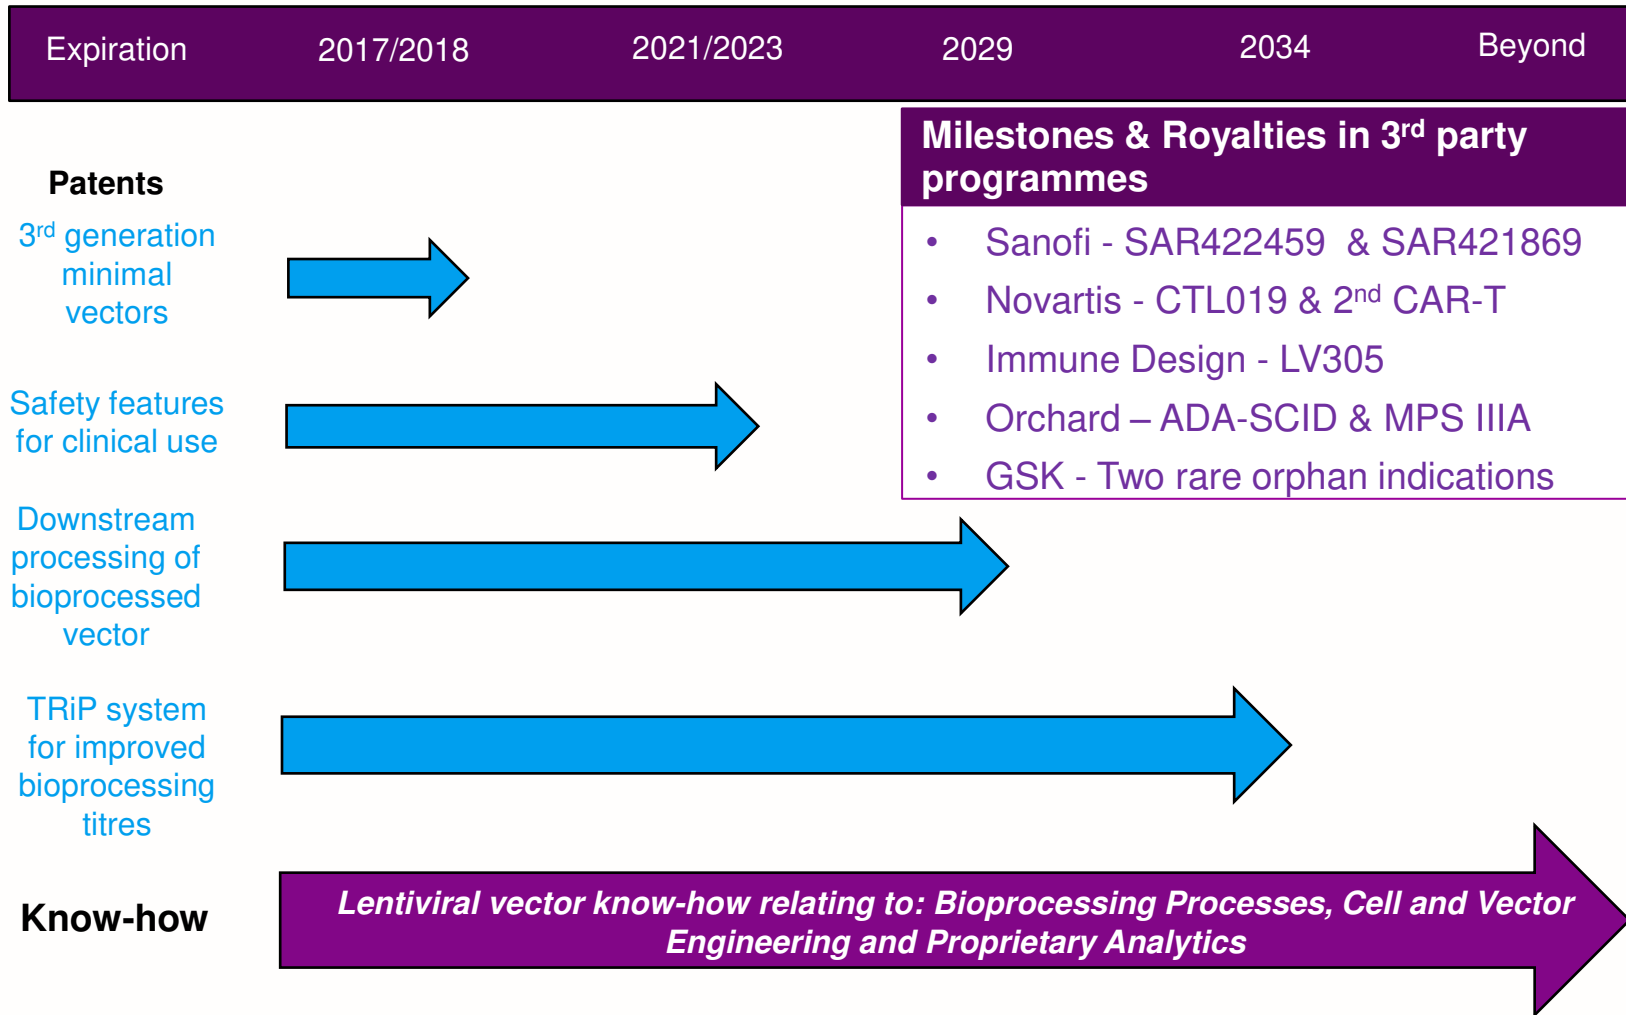 Expiration 2017/2018 2021/2023 2029 2034 Beyond
Milestones & Royalties in 3rd party
programmes
• Sanofi - SAR422459 & SAR421869
• Novartis - CTL019 & 2nd CAR-T
• Immune Design - LV305
• Orchard – ADA-SCID & MPS IIIA
• GSK - Two rare orphan indications
Patents
3rd generation
minimal
vectors
Safety features
for clinical use
Downstream
processing of
bioprocessed
vector
TRiP system
for improved
bioprocessing
titres
Know-how
Lentiviral vector know-how relating to: Bioprocessing Processes, Cell and Vector
Engineering and Proprietary Analytics